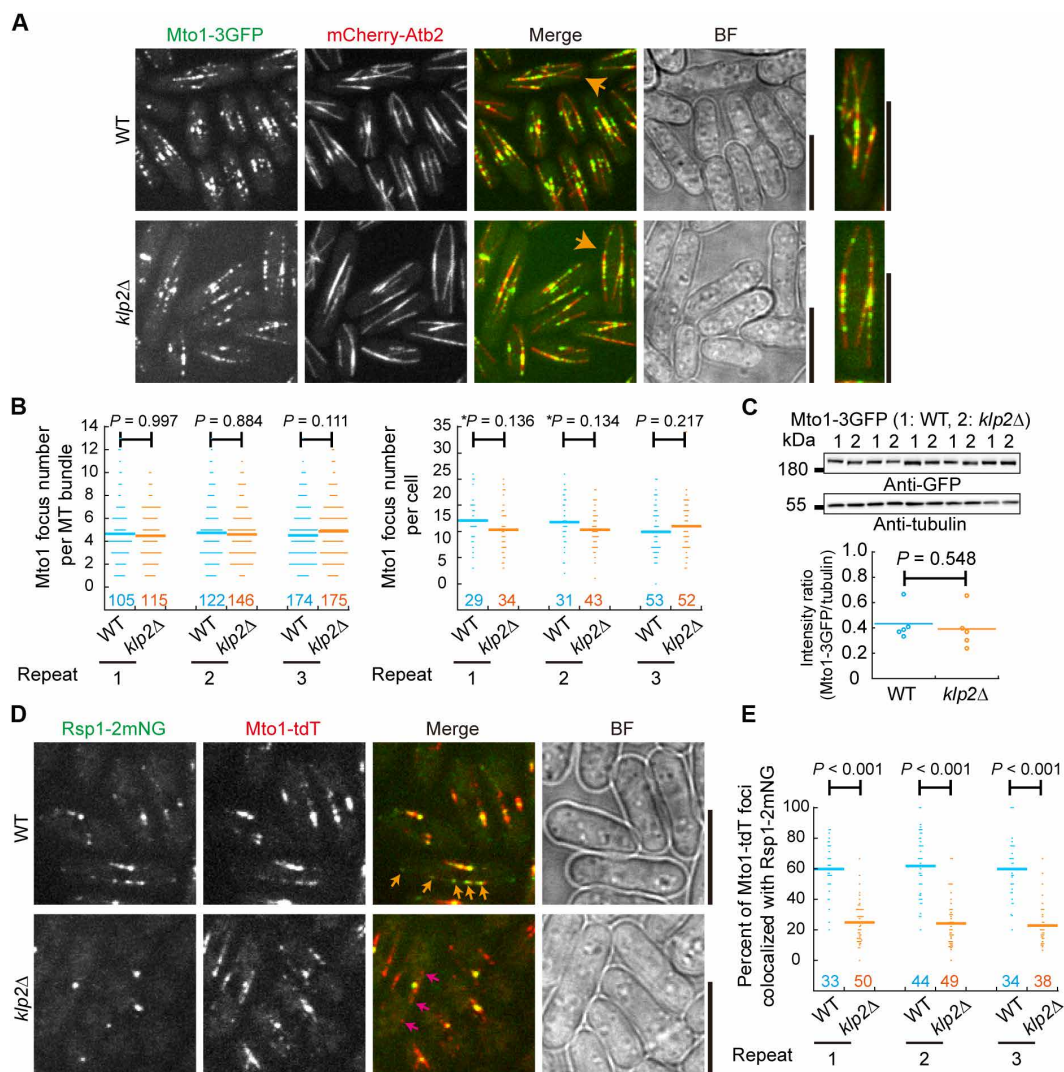 A
Mto1-3GFP mCherry-Atb2 Merge BF
WT
klp2Δ
B
P = 0.997 P = 0.884 P = 0.111
Mto1 focus number
per MT bundle
14
12
10
8
6
4
2
0
105 115 122 146 174 175
WT klp2Δ WT klp2Δ WT klp2Δ
Repeat 1 2 3
*P = 0.136 *P = 0.134 P = 0.217
Mto1 focus number
per cell
35
30
25
20
15
10
5
0
29 34 31 43 53 52
WT klp2Δ WT klp2Δ WT klp2Δ
Repeat 1 2 3
C
Mto1-3GFP (1: WT, 2: klp2Δ)
kDa 1 2 1 2 1 2 1 2 1 2
180
Anti-GFP
55
Anti-tubulin
P = 0.548
Intensity ratio
(Mto1-3GFP/tubulin)
1.0
0.8
0.6
0.4
0.2
0
WT klp2Δ
D
Rsp1-2mNG Mto1-tdT Merge BF
WT
klp2Δ
E
P < 0.001 P < 0.001 P < 0.001
Percent of Mto1-tdT foci
colocalized with Rsp1-2mNG
100
80
60
40
20
0
33 50 44 49 34 38
WT klp2Δ WT klp2Δ WT klp2Δ
Repeat 1 2 3